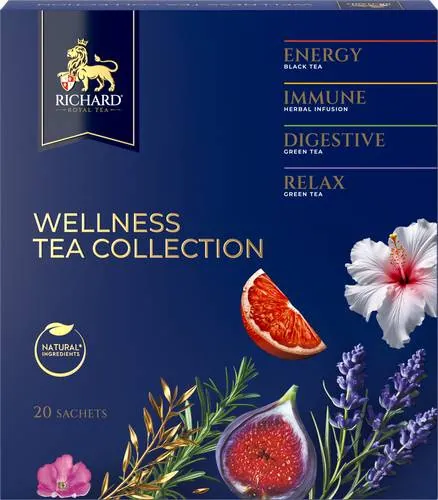 RICHARD
ROYAL TEA
ENERGY
BLACK TEA
IMMUNE
HERBAL INFUSION
DIGESTIVE
GREEN TEA
RELAX
GREEN TEA
WELLNESS
TEA COLLECTION
NATURAL*
INGREDIENTS
20 SACHETS